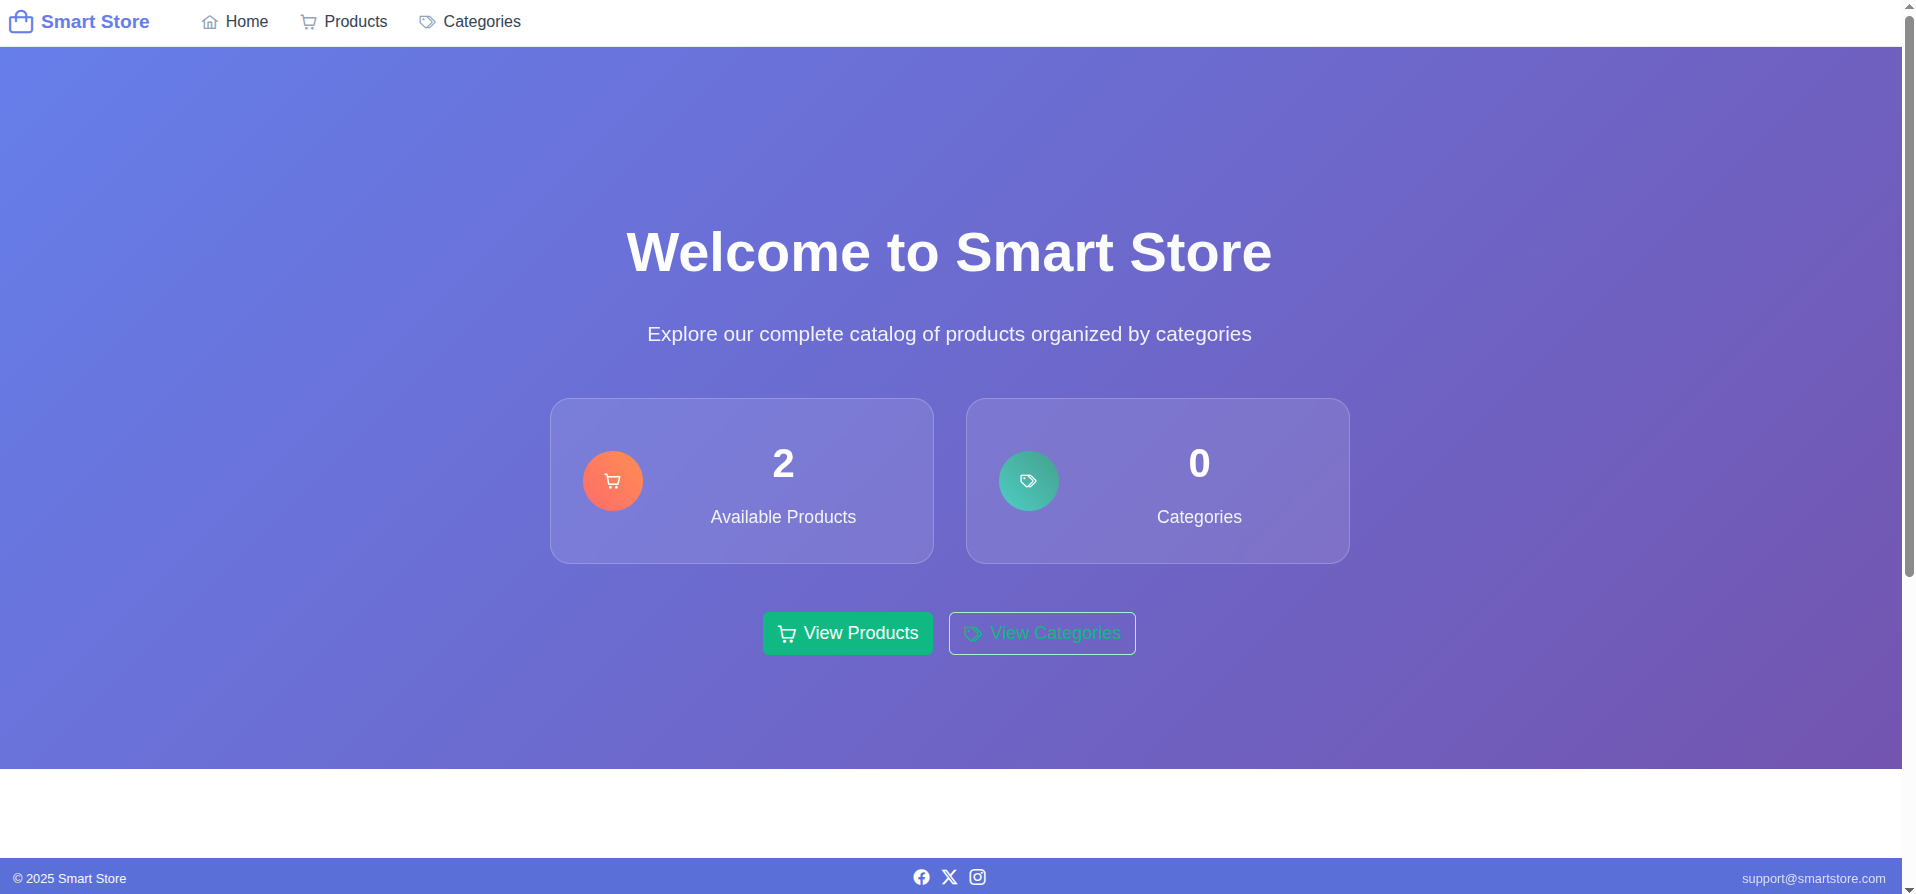 Smart Store
Home
Products
Categories
Welcome to Smart Store
Explore our complete catalog of products organized by categories
2
Available Products
0
Categories
View Products
View Categories
© 2025 Smart Store
support@smartstore.com